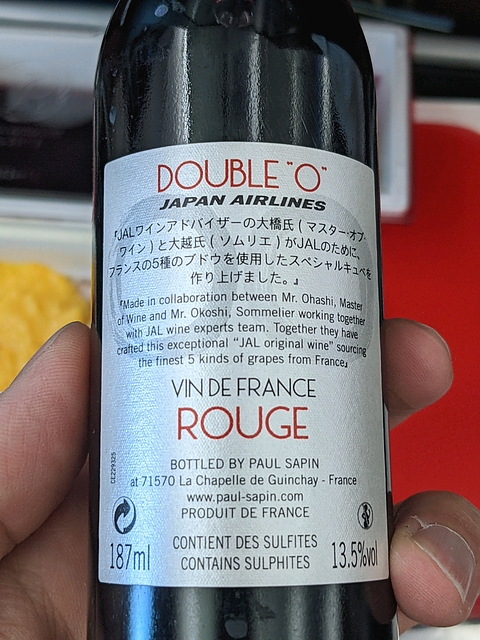 DOUBLE "O"
JAPAN AIRLINES
『JALワインアドバイザーの大橋氏(マスター・オブ・
ワイン)と大越氏(ソムリエ)がJALのために、
フランスの5種のブドウを使用したスペシャルキュベを
作り上げました。』
『Made in collaboration between Mr. Ohashi, Master
of Wine and Mr. Okoshi, Sommelier working together
with JAL wine experts team. Together they have
crafted this exceptional "JAL original wine" sourcing
the finest 5 kinds of grapes from France』
VIN DE FRANCE
ROUGE
BOTTLED BY PAUL SAPIN
at 71570 La Chapelle de Guinchay - France
www.paul-sapin.com
PRODUIT DE FRANCE
CONTIENT DES SULFITES
187ml CONTAINS SULPHITES 13.5%vol